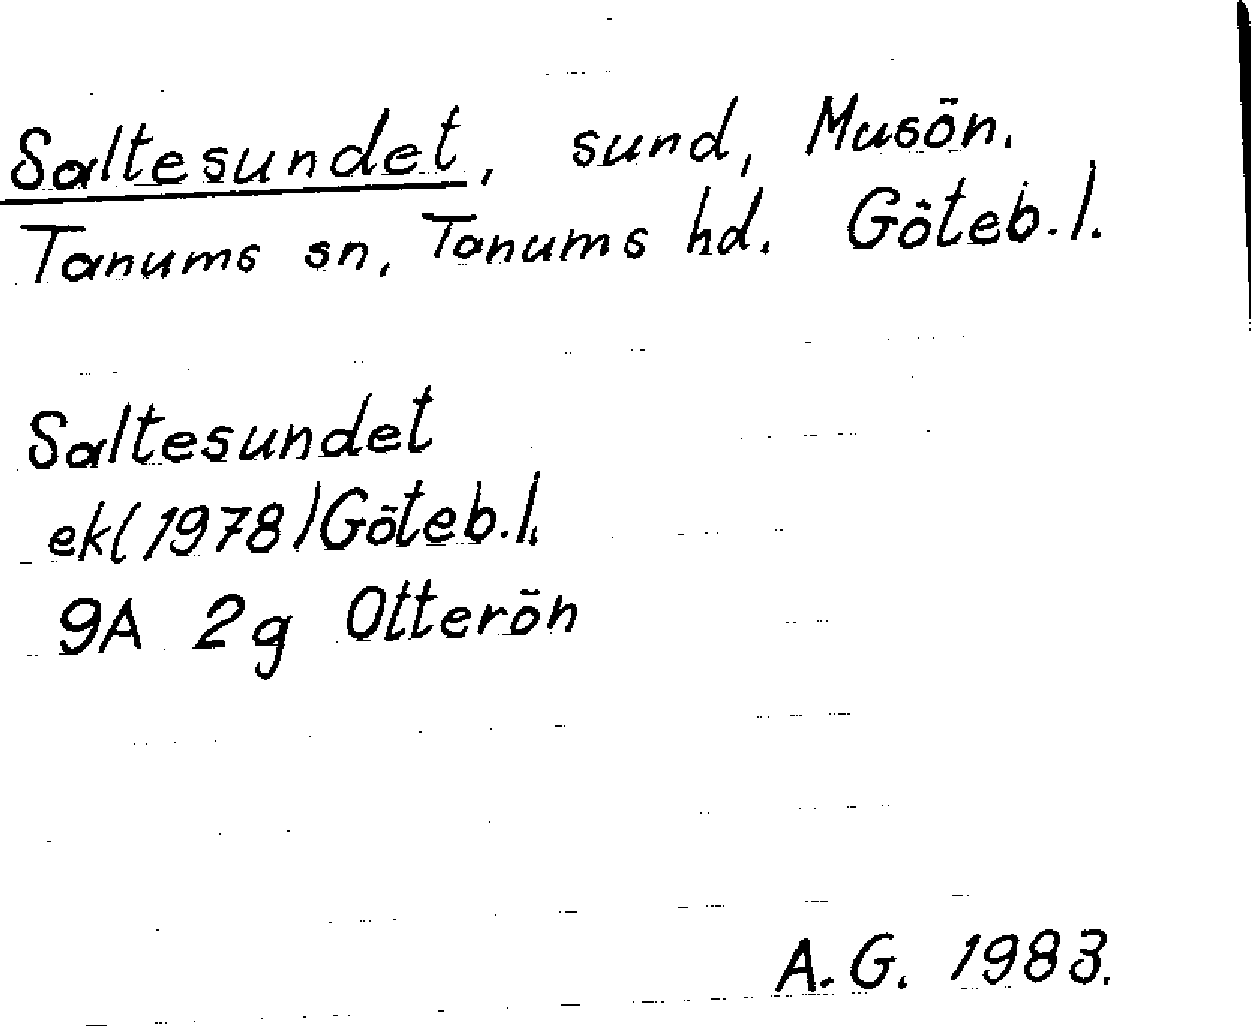 Saltesundet, sund, Musön.
Tanums sn, Tanums hd. Göteb.l.
Saltesundet
ek(1978)Göteb.l.
9A 2g Otterön
A.G. 1983.